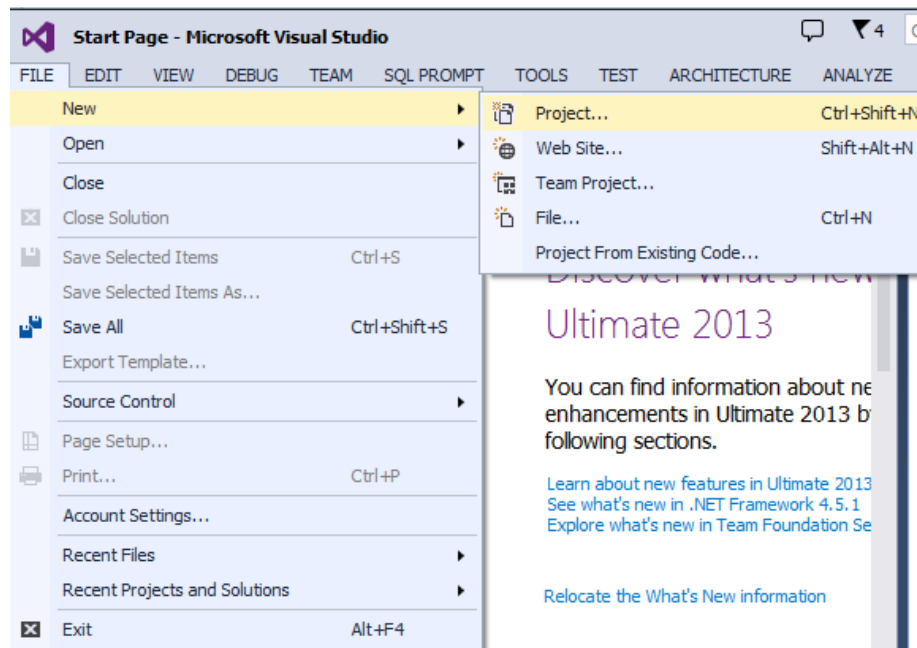 Start Page - Microsoft Visual Studio
4
FILE EDIT VIEW DEBUG TEAM SQL PROMPT TOOLS TEST ARCHITECTURE ANALYZE
New
Project... Ctrl+Shift+N
Open
Web Site... Shift+Alt+N
Close
Team Project...
Close Solution
File... Ctrl+N
Save Selected Items Ctrl+S
Project From Existing Code...
Save Selected Items As...
Discover what's new
Save All Ctrl+Shift+S
Ultimate 2013
Export Template...
You can find information about ne
Source Control
enhancements in Ultimate 2013 b
Page Setup...
following sections.
Print... Ctrl+P
Learn about new features in Ultimate 2013
See what's new in .NET Framework 4.5.1
Account Settings...
Explore what's new in Team Foundation Se
Recent Files
Recent Projects and Solutions
Relocate the What's New information
Exit Alt+F4